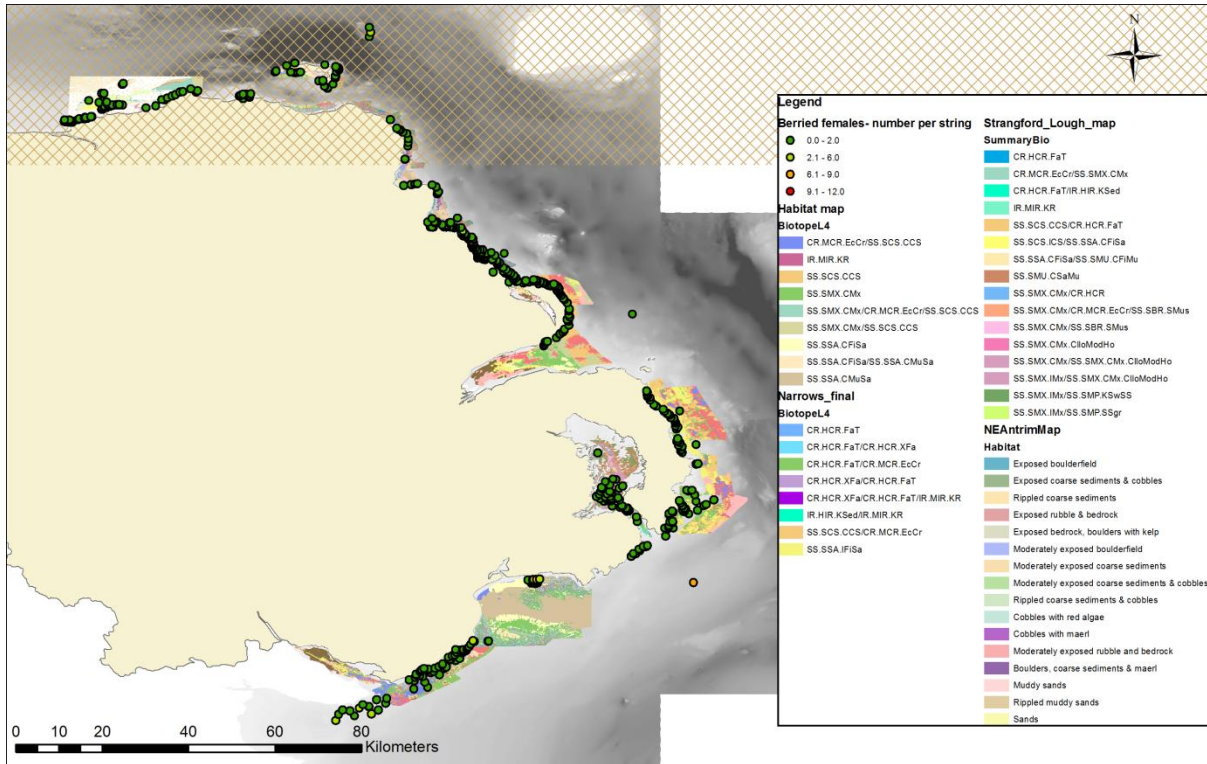 N
Legend
Berried females- number per string
0.0 - 2.0
2.1 - 6.0
6.1 - 9.0
9.1 - 12.0
Habitat map
BiotopeL4
CR.MCR.EcCr/SS.SCS.CCS
IR.MIR.KR
SS.SCS.CCS
SS.SMX.CMx
SS.SMX.CMx/CR.MCR.EcCr/SS.SCS.CCS
SS.SMX.CMx/SS.SCS.CCS
SS.SSA.CFiSa
SS.SSA.CFiSa/SS.SSA.CMuSa
SS.SSA.CMuSa
Narrows_final
BiotopeL4
CR.HCR.FaT
CR.HCR.FaT/CR.HCR.XFa
CR.HCR.FaT/CR.MCR.EcCr
CR.HCR.XFa/CR.HCR.FaT
CR.HCR.XFa/CR.HCR.FaT/IR.MIR.KR
IR.HIR.KSed/IR.MIR.KR
SS.SCS.CCS/CR.MCR.EcCr
SS.SSA.IFiSa
Strangford_Lough_map
SummaryBio
CR.HCR.FaT
CR.MCR.EcCr/SS.SMX.CMx
CR.HCR.FaT/IR.HIR.KSed
IR.MIR.KR
SS.SCS.CCS/CR.HCR.FaT
SS.SCS.ICS/SS.SSA.CFiSa
SS.SSA.CFiSa/SS.SMU.CFiMu
SS.SMU.CSaMu
SS.SMX.CMx/CR.HCR
SS.SMX.CMx/CR.MCR.EcCr/SS.SBR.SMus
SS.SMX.CMx/SS.SBR.SMus
SS.SMX.CMx.ClloModHo
SS.SMX.CMx/SS.SMX.CMx.ClloModHo
SS.SMX.IMx/SS.SMX.CMx.ClloModHo
SS.SMX.IMx/SS.SMP.KSwSS
SS.SMX.IMx/SS.SMP.SSgr
NEAntrimMap
Habitat
Exposed boulderfield
Exposed coarse sediments & cobbles
Rippled coarse sediments
Exposed rubble & bedrock
Exposed bedrock, boulders with kelp
Moderately exposed boulderfield
Moderately exposed coarse sediments
Moderately exposed coarse sediments & cobbles
Rippled coarse sediments & cobbles
Cobbles with red algae
Cobbles with maerl
Moderately exposed rubble and bedrock
Boulders, coarse sediments & maerl
Muddy sands
Rippled muddy sands
Sands
0 10 20 40 60 80
Kilometers